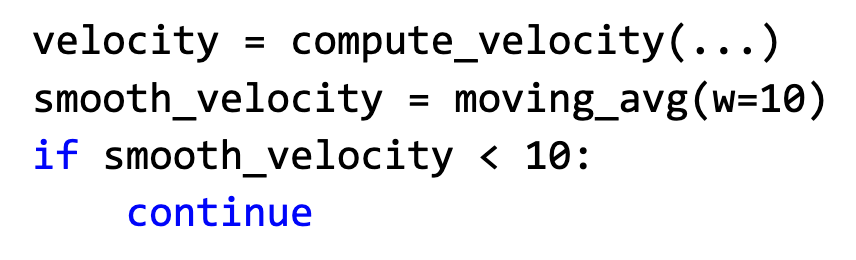 velocity = compute_velocity(...)
smooth_velocity = moving_avg(w=10)
if smooth_velocity < 10:
    continue